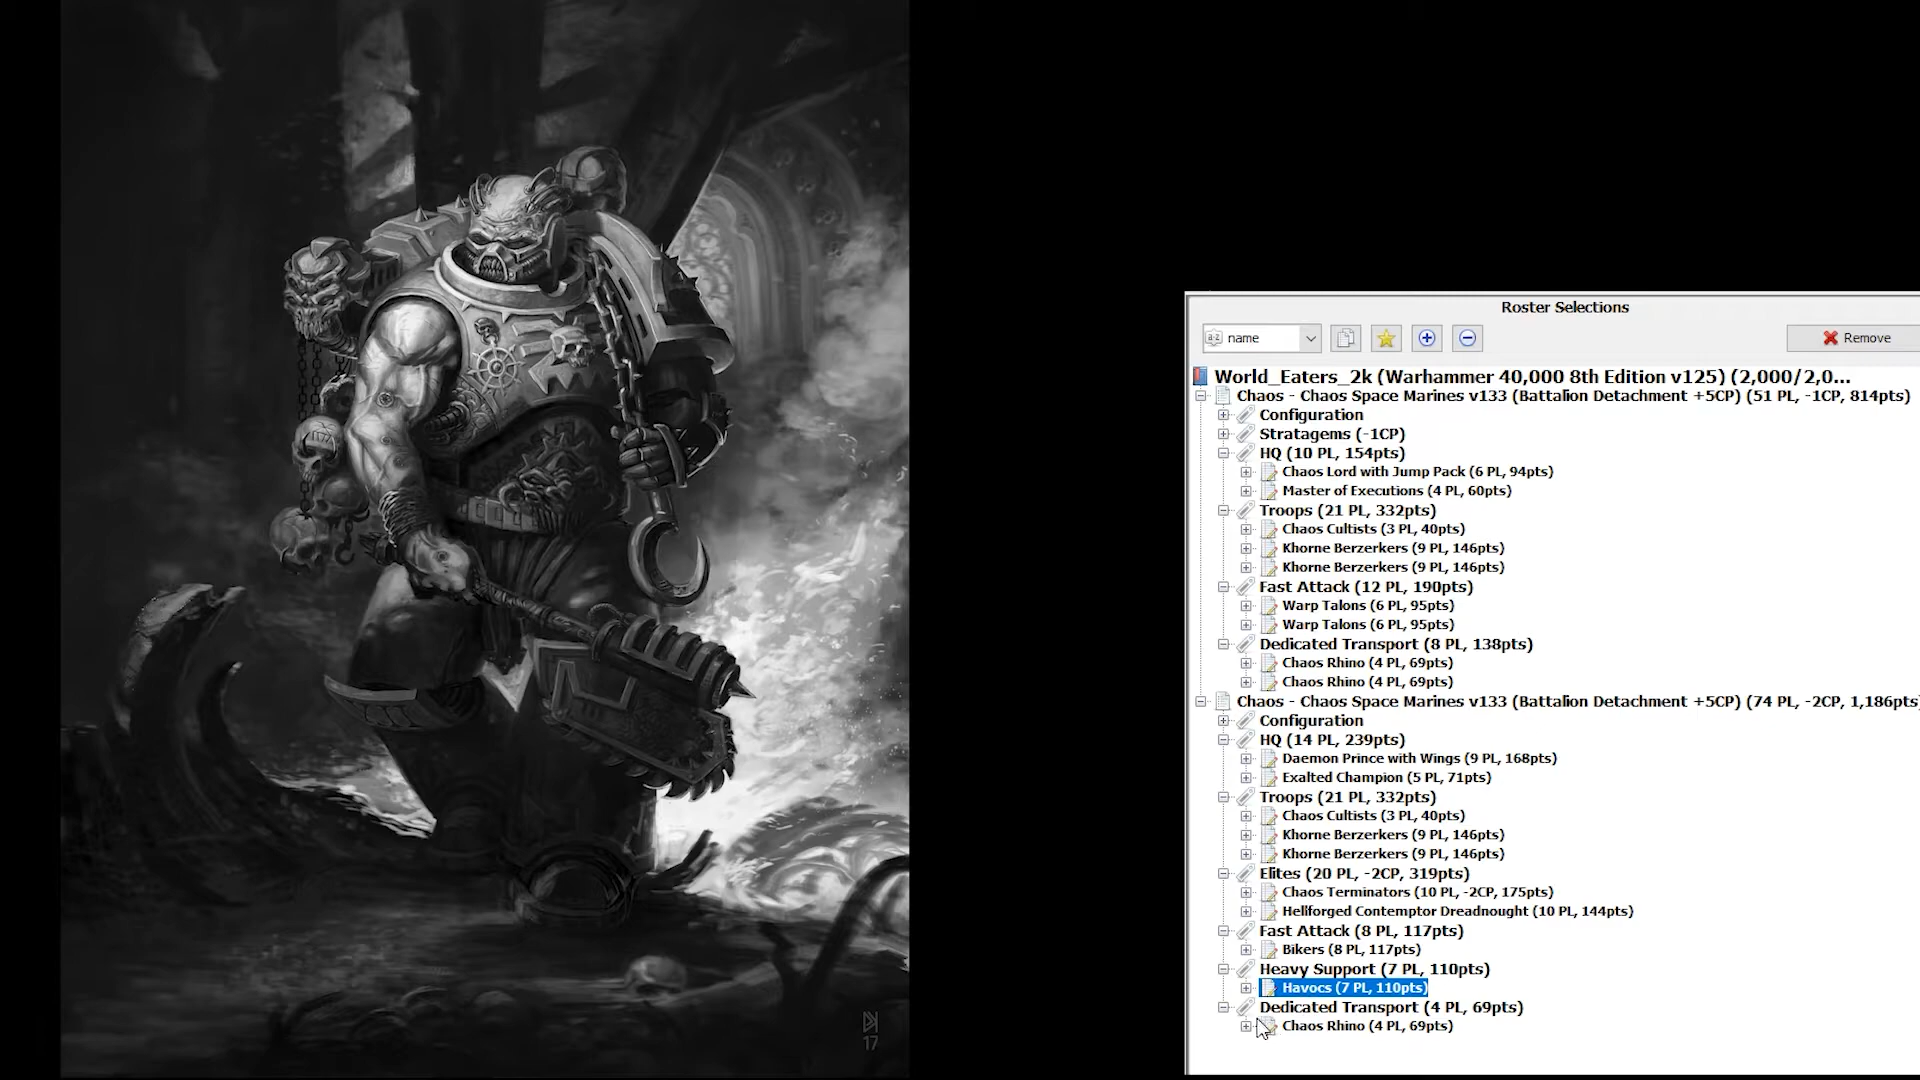 Roster Selections
name
Remove
World_Eaters_2k (Warhammer 40,000 8th Edition v125) (2,000/2,0...
Chaos - Chaos Space Marines v133 (Battalion Detachment +5CP) (51 PL, -1CP, 814pts)
Configuration
Stratagems (-1CP)
HQ (10 PL, 154pts)
Chaos Lord with Jump Pack (6 PL, 94pts)
Master of Executions (4 PL, 60pts)
Troops (21 PL, 332pts)
Chaos Cultists (3 PL, 40pts)
Khorne Berzerkers (9 PL, 146pts)
Khorne Berzerkers (9 PL, 146pts)
Fast Attack (12 PL, 190pts)
Warp Talons (6 PL, 95pts)
Warp Talons (6 PL, 95pts)
Dedicated Transport (8 PL, 138pts)
Chaos Rhino (4 PL, 69pts)
Chaos Rhino (4 PL, 69pts)
Chaos - Chaos Space Marines v133 (Battalion Detachment +5CP) (74 PL, -2CP, 1,186pts
Configuration
HQ (14 PL, 239pts)
Daemon Prince with Wings (9 PL, 168pts)
Exalted Champion (5 PL, 71pts)
Troops (21 PL, 332pts)
Chaos Cultists (3 PL, 40pts)
Khorne Berzerkers (9 PL, 146pts)
Khorne Berzerkers (9 PL, 146pts)
Elites (20 PL, -2CP, 319pts)
Chaos Terminators (10 PL, -2CP, 175pts)
Hellforged Contemptor Dreadnought (10 PL, 144pts)
Fast Attack (8 PL, 117pts)
Bikers (8 PL, 117pts)
Heavy Support (7 PL, 110pts)
Havocs (7 PL, 110pts)
Dedicated Transport (4 PL, 69pts)
Chaos Rhino (4 PL, 69pts)
17